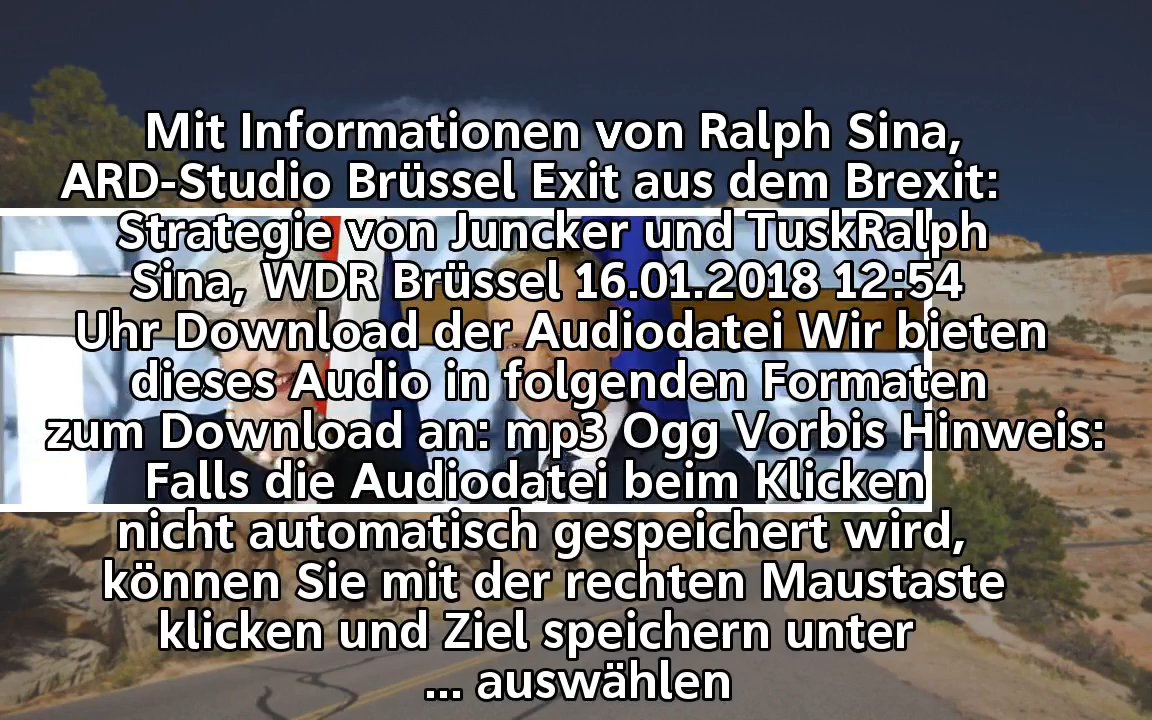 Mit Informationen von Ralph Sina,
ARD-Studio Brüssel Exit aus dem Brexit:
Strategie von Juncker und TuskRalph
Sina, WDR Brüssel 16.01.2018 12:54
Uhr Download der Audiodatei Wir bieten
dieses Audio in folgenden Formaten
zum Download an: mp3 Ogg Vorbis Hinweis:
Falls die Audiodatei beim Klicken
nicht automatisch gespeichert wird,
können Sie mit der rechten Maustaste
klicken und Ziel speichern unter
... auswählen